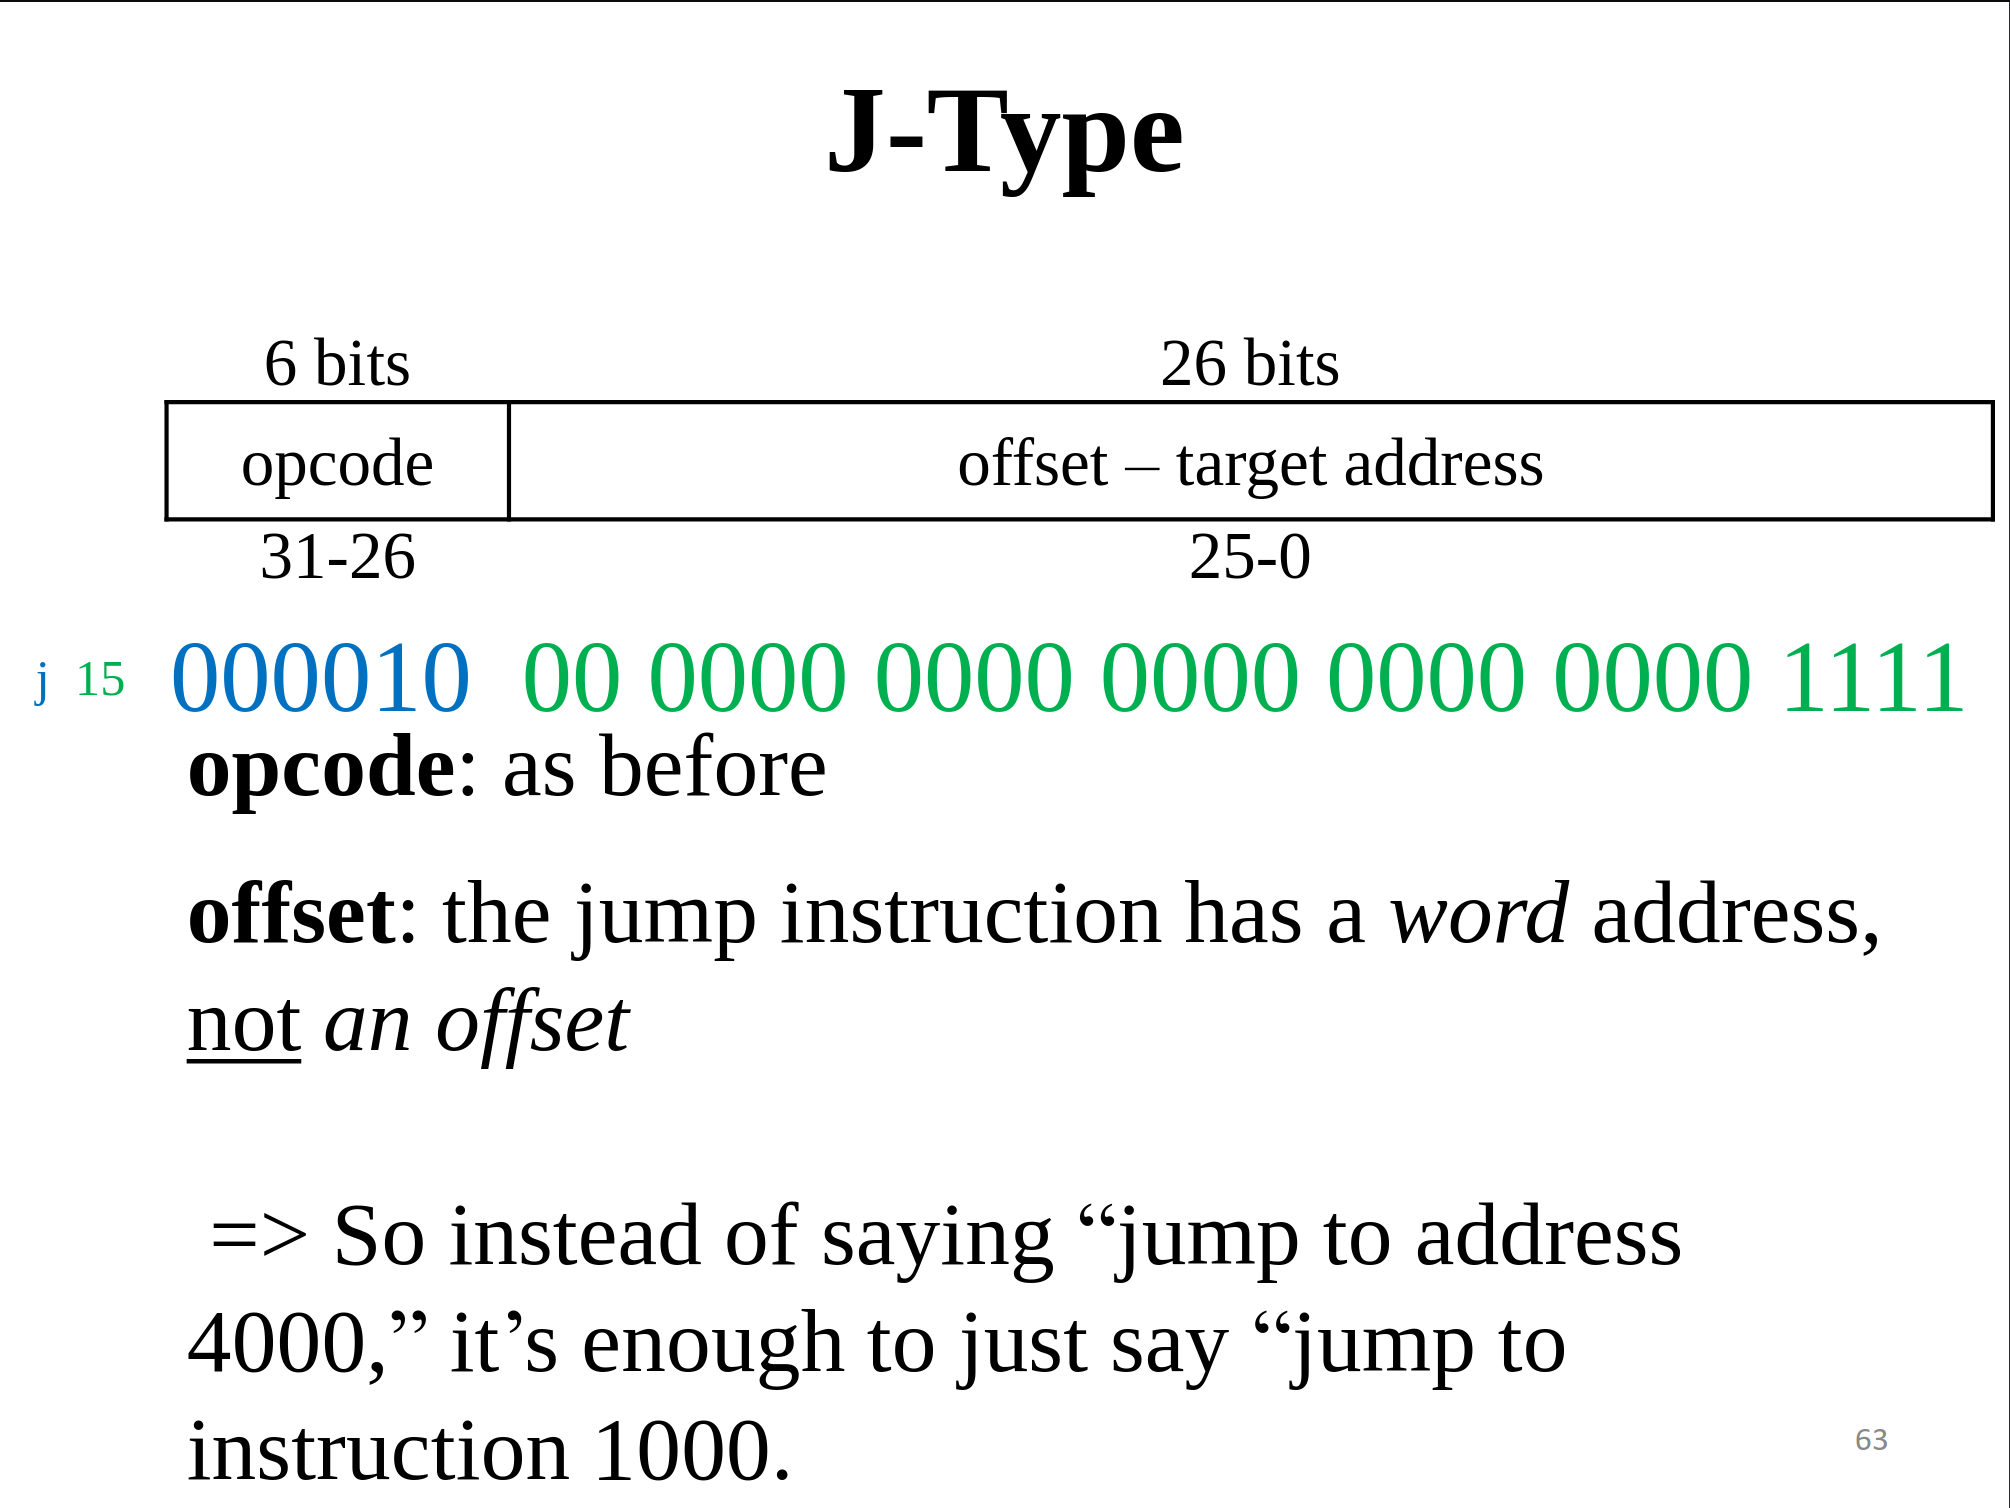 J-Type
6 bits 26 bits
opcode offset – target address
31-26 25-0
j 15 000010 00 0000 0000 0000 0000 0000 1111
opcode: as before
offset: the jump instruction has a word address,
not an offset
=> So instead of saying “jump to address
4000,” it’s enough to just say “jump to
instruction 1000.
63